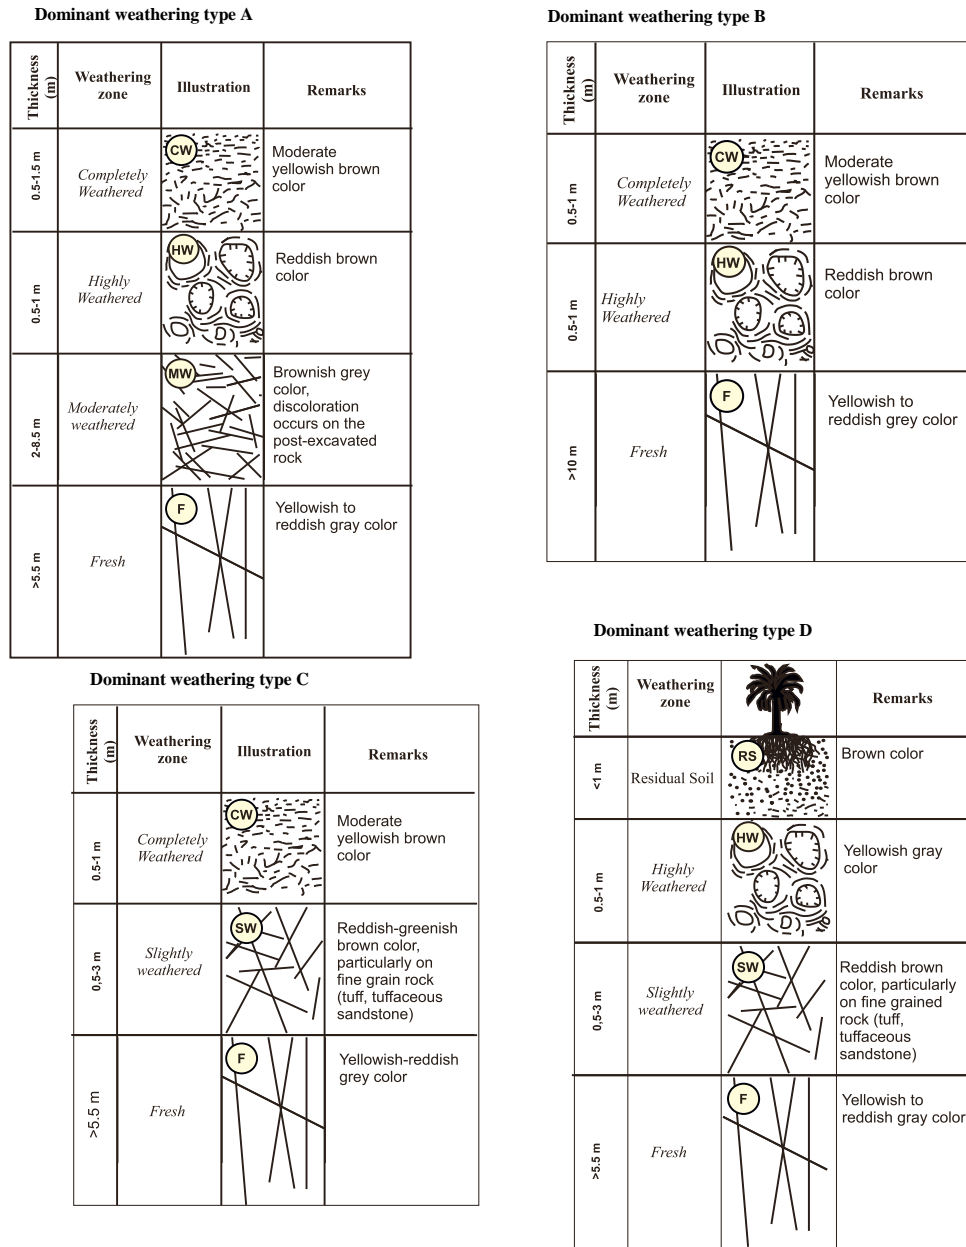 Dominant weathering type A
Thickness
(m)
Weathering
zone
Illustration
Remarks
0.5-1.5 m
Completely
Weathered
CW
Moderate
yellowish brown
color
0.5-1 m
Highly
Weathered
HW
Reddish brown
color
2-8.5 m
Moderately
weathered
MW
Brownish grey
color,
discoloration
occurs on the
post-excavated
rock
>5.5 m
Fresh
F
Yellowish to
reddish gray color
Dominant weathering type B
Thickness
(m)
Weathering
zone
Illustration
Remarks
0.5-1 m
Completely
Weathered
CW
Moderate
yellowish brown
color
0.5-1 m
Highly
Weathered
HW
Reddish brown
color
>10 m
Fresh
F
Yellowish to
reddish grey color
Dominant weathering type C
Thickness
(m)
Weathering
zone
Illustration
Remarks
0.5-1 m
Completely
Weathered
CW
Moderate
yellowish brown
color
0,5-3 m
Slightly
weathered
SW
Reddish-greenish
brown color,
particularly on
fine grain rock
(tuff, tuffaceous
sandstone)
>5.5 m
Fresh
F
Yellowish-reddish
grey color
Dominant weathering type D
Thickness
(m)
Weathering
zone
Remarks
<1 m
Residual Soil
RS
Brown color
0.5-1 m
Highly
Weathered
HW
Yellowish gray
color
0,5-3 m
Slightly
weathered
SW
Reddish brown
color, particularly
on fine grained
rock (tuff,
tuffaceous
sandstone)
>5.5 m
Fresh
F
Yellowish to
reddish gray color